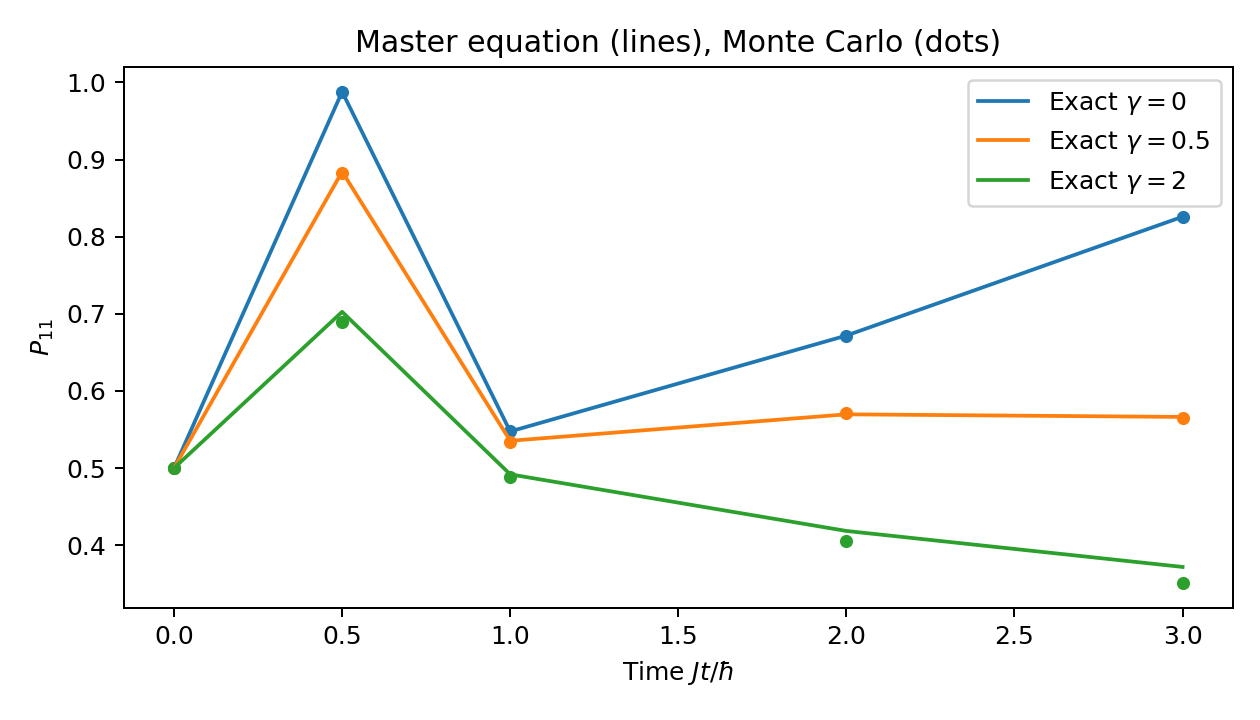 Master equation (lines), Monte Carlo (dots)
Exact γ = 0
Exact γ = 0.5
Exact γ = 2
1.0
0.9
0.8
0.7
0.6
0.5
0.4
P₁₁
0.0 0.5 1.0 1.5 2.0 2.5 3.0
Time Jt/ħ